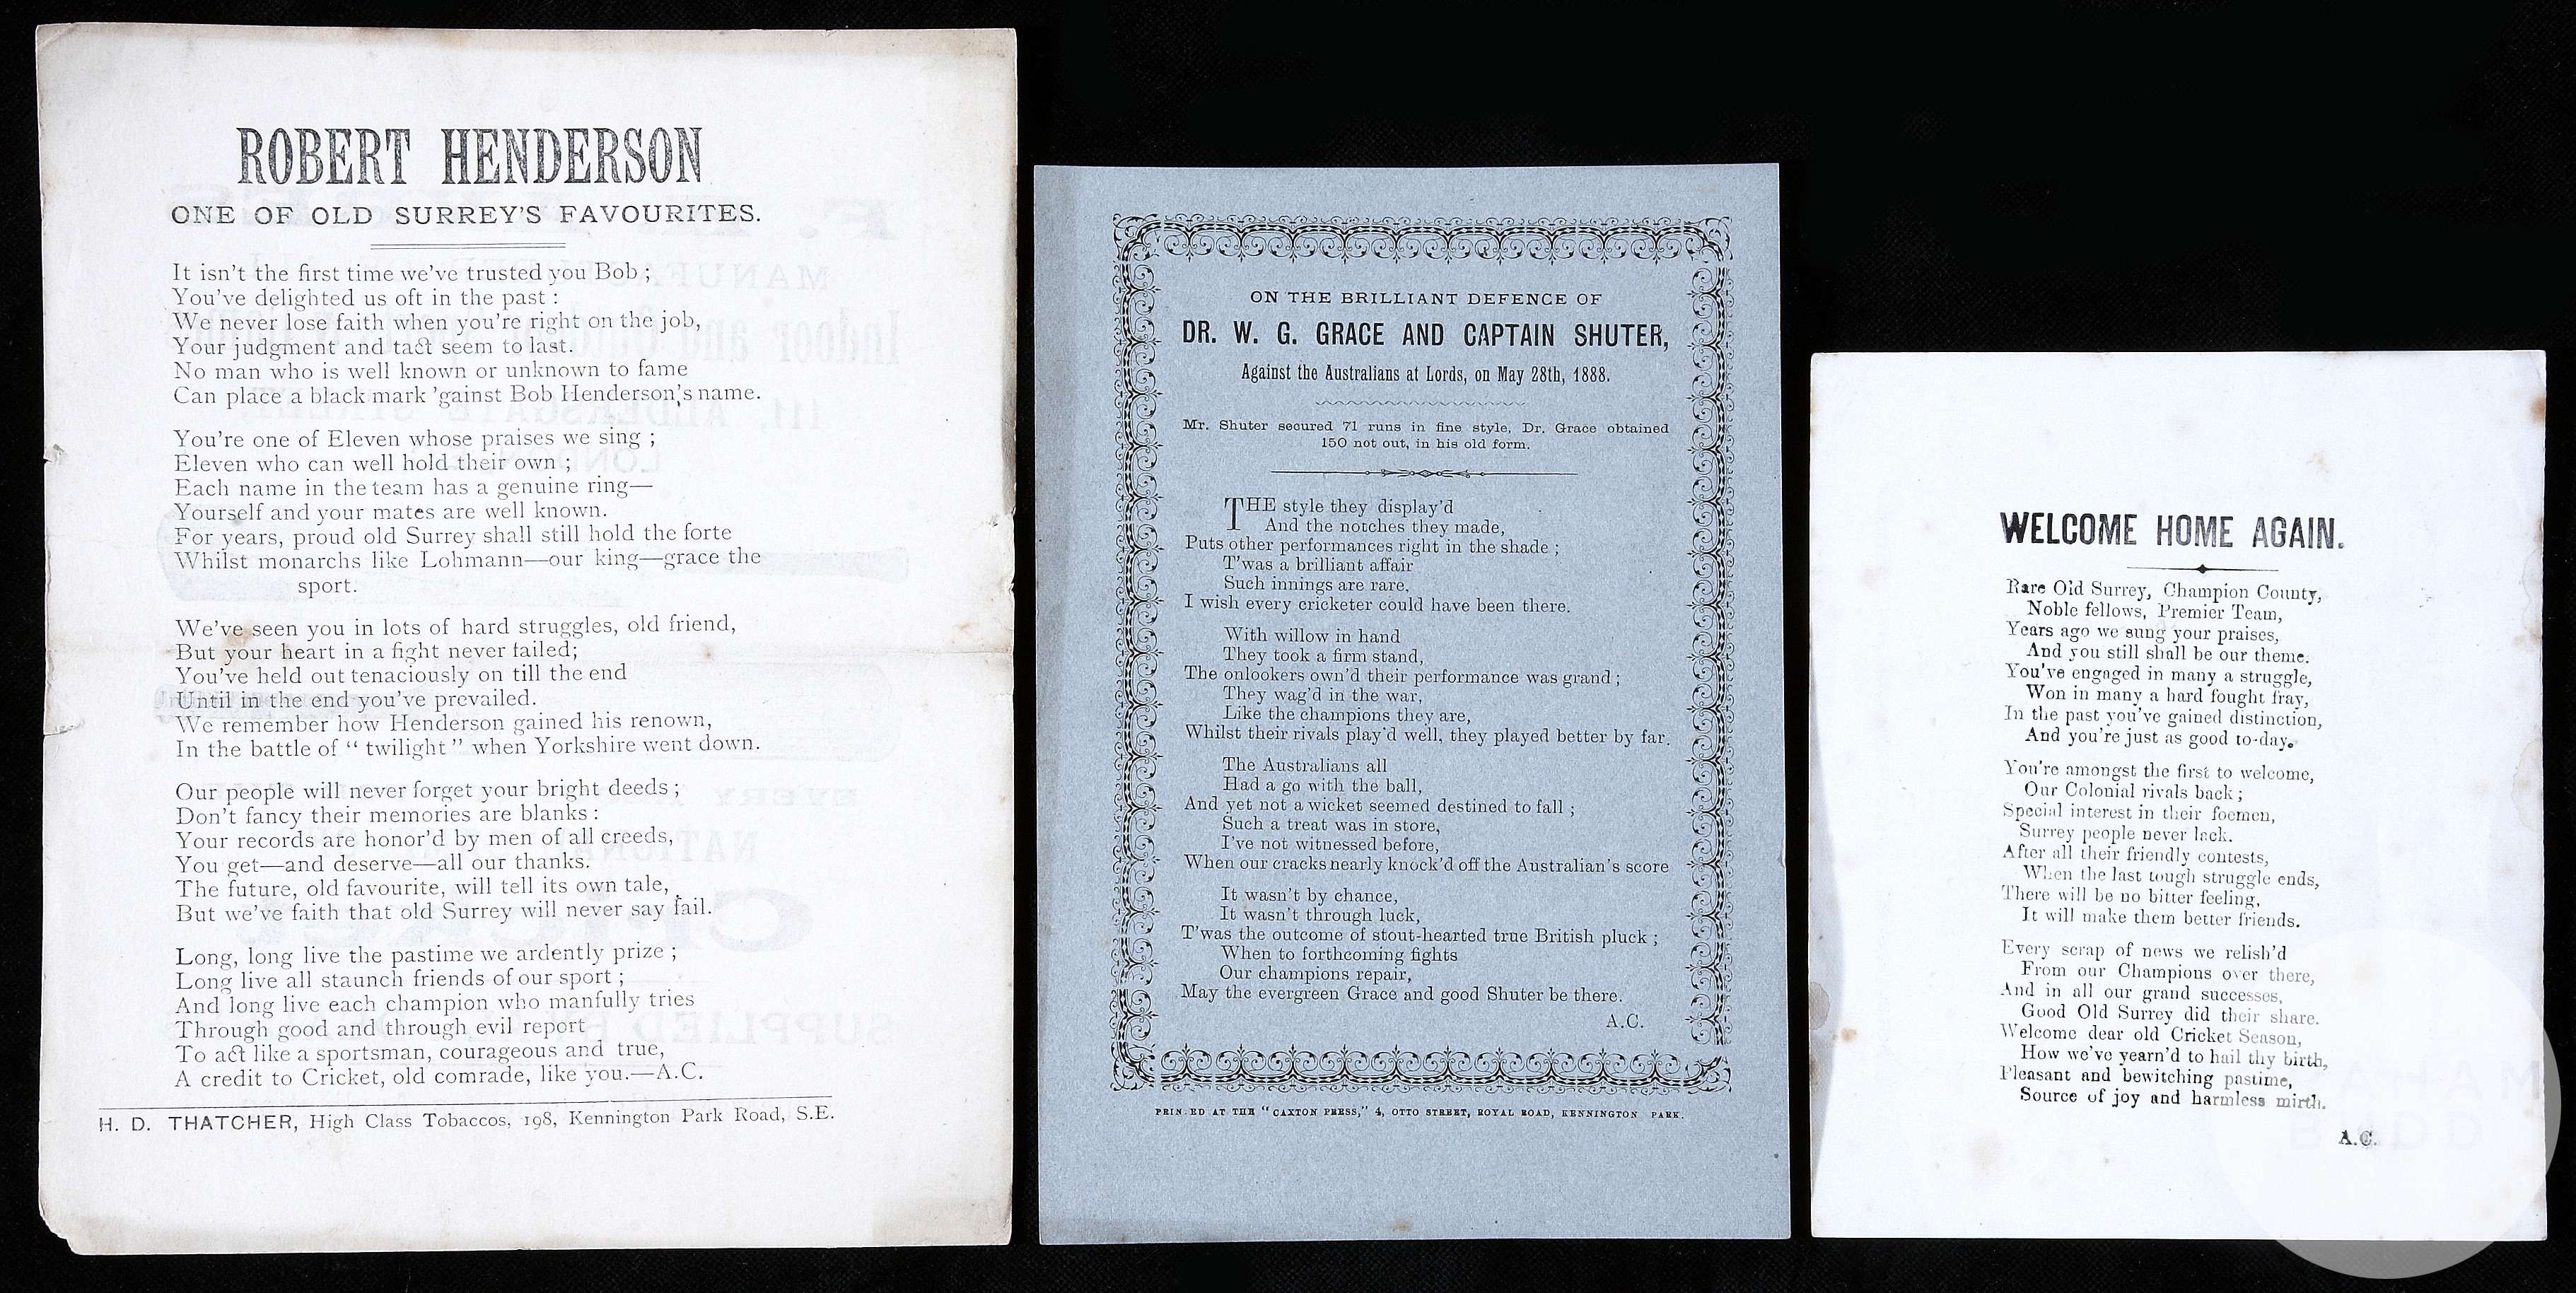 ROBERT HENDERSON
ONE OF OLD SURREY'S FAVOURITES.
It isn't the first time we've trusted you Bob ;
You've delighted us oft in the past :
We never lose faith when you're right on the job,
Your judgment and tact seem to last.
No man who is well known or unknown to fame
Can place a black mark 'gainst Bob Henderson's name.
You're one of Eleven whose praises we sing ;
Eleven who can well hold their own ;
Each name in the team has a genuine ring—
Yourself and your mates are well known.
For years, proud old Surrey shall still hold the forte
Whilst monarchs like Lohmann—our king—grace the
sport.
We've seen you in lots of hard struggles, old friend,
But your heart in a fight never failed;
You've held out tenaciously on till the end
Until in the end you've prevailed.
We remember how Henderson gained his renown,
In the battle of “ twilight ” when Yorkshire went down.
Our people will never forget your bright deeds ;
Don't fancy their memories are blanks :
Your records are honor'd by men of all creeds,
You get—and deserve—all our thanks.
The future, old favourite, will tell its own tale,
But we've faith that old Surrey will never say fail.
Long, long live the pastime we ardently prize ;
Long live all staunch friends of our sport ;
And long live each champion who manfully tries
Through good and through evil report
To act like a sportsman, courageous and true,
A credit to Cricket, old comrade, like you.—A.C.
H. D. THATCHER, High Class Tobaccos, 198, Kennington Park Road, S.E.
ON THE BRILLIANT DEFENCE OF
DR. W. G. GRACE AND CAPTAIN SHUTER,
Against the Australians at Lords, on May 28th, 1888.
Mr. Shuter secured 71 runs in fine style, Dr. Grace obtained
150 not out, in his old form.
THE style they display'd
And the notches they made,
Puts other performances right in the shade ;
T'was a brilliant affair
Such innings are rare,
I wish every cricketer could have been there.
With willow in hand
They took a firm stand,
The onlookers own'd their performance was grand ;
They wag'd in the war,
Like the champions they are,
Whilst their rivals play'd well, they played better by far.
The Australians all
Had a go with the ball,
And yet not a wicket seemed destined to fall ;
Such a treat was in store,
I've not witnessed before,
When our cracks nearly knock'd off the Australian's score
It wasn't by chance,
It wasn't through luck,
T'was the outcome of stout-hearted true British pluck ;
When to forthcoming fights
Our champions repair,
May the evergreen Grace and good Shuter be there.
A.C.
PRIN ED AT THE “CAXTON PRESS,” 4, OTTO STREET, ROYAL ROAD, KENNINGTON PARK.
WELCOME HOME AGAIN.
Rare Old Surrey, Champion County,
Noble fellows, Premier Team,
Years ago we sung your praises,
And you still shall be our theme.
You've engaged in many a struggle,
Won in many a hard fought fray,
In the past you've gained distinction,
And you're just as good to-day.
You're amongst the first to welcome,
Our Colonial rivals back ;
Special interest in their foemen,
Surrey people never lack.
After all their friendly contests,
When the last tough struggle ends,
There will be no bitter feeling,
It will make them better friends.
Every scrap of news we relish'd
From our Champions over there,
And in all our grand successes,
Good Old Surrey did their share.
Welcome dear old Cricket Season,
How we've yearn'd to hail thy birth,
Pleasant and bewitching pastime,
Source of joy and harmless mirth.
A.C.